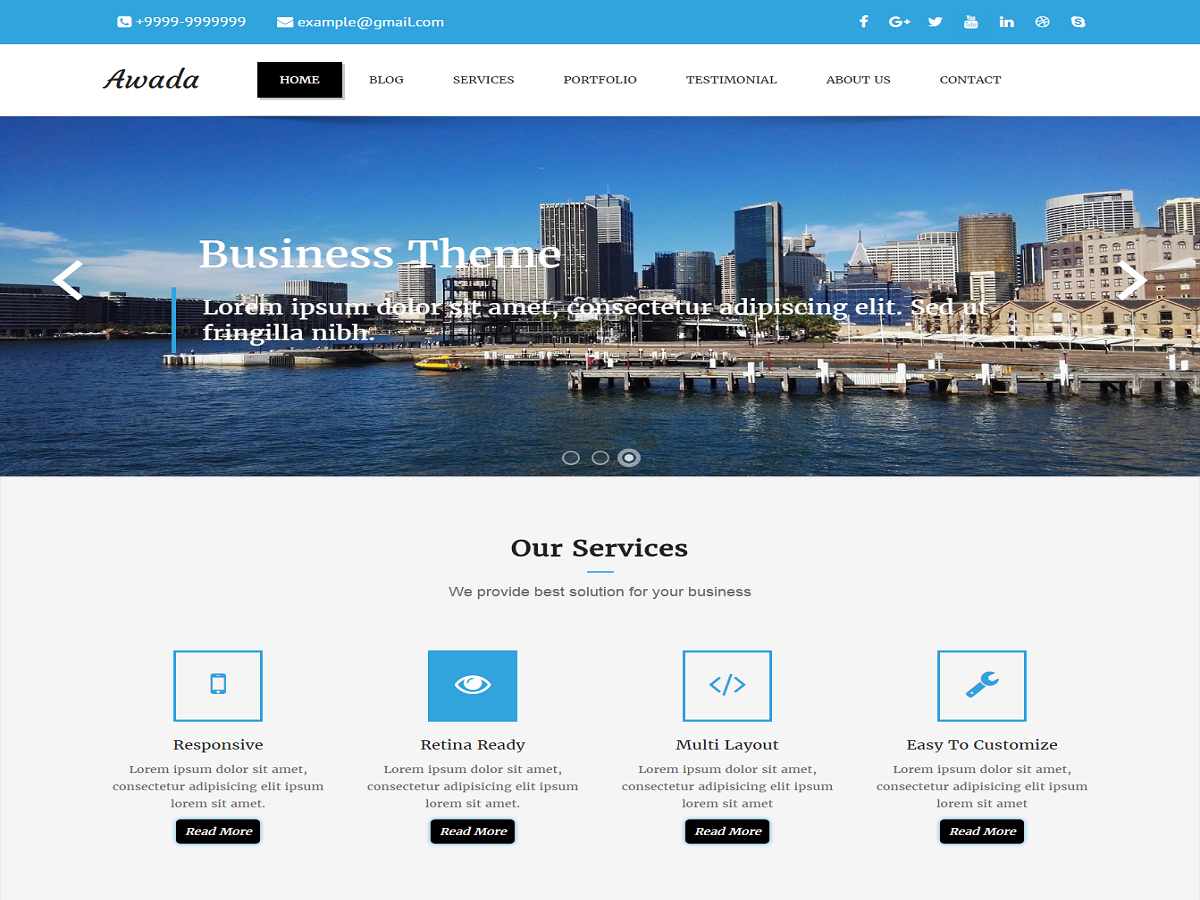 +9999-9999999 example@gmail.com
Awada HOME BLOG SERVICES PORTFOLIO TESTIMONIAL ABOUT US CONTACT
Business Theme
Lorem ipsum dolor sit amet, consectetur adipiscing elit. Sed ut
fringilla nibh.
Our Services
We provide best solution for your business
</>
Responsive
Lorem ipsum dolor sit amet,
consectetur adipisicing elit ipsum
lorem sit amet.
Read More
Retina Ready
Lorem ipsum dolor sit amet,
consectetur adipisicing elit ipsum
lorem sit amet.
Read More
Multi Layout
Lorem ipsum dolor sit amet,
consectetur adipisicing elit ipsum
lorem sit amet
Read More
Easy To Customize
Lorem ipsum dolor sit amet,
consectetur adipisicing elit ipsum
lorem sit amet
Read More